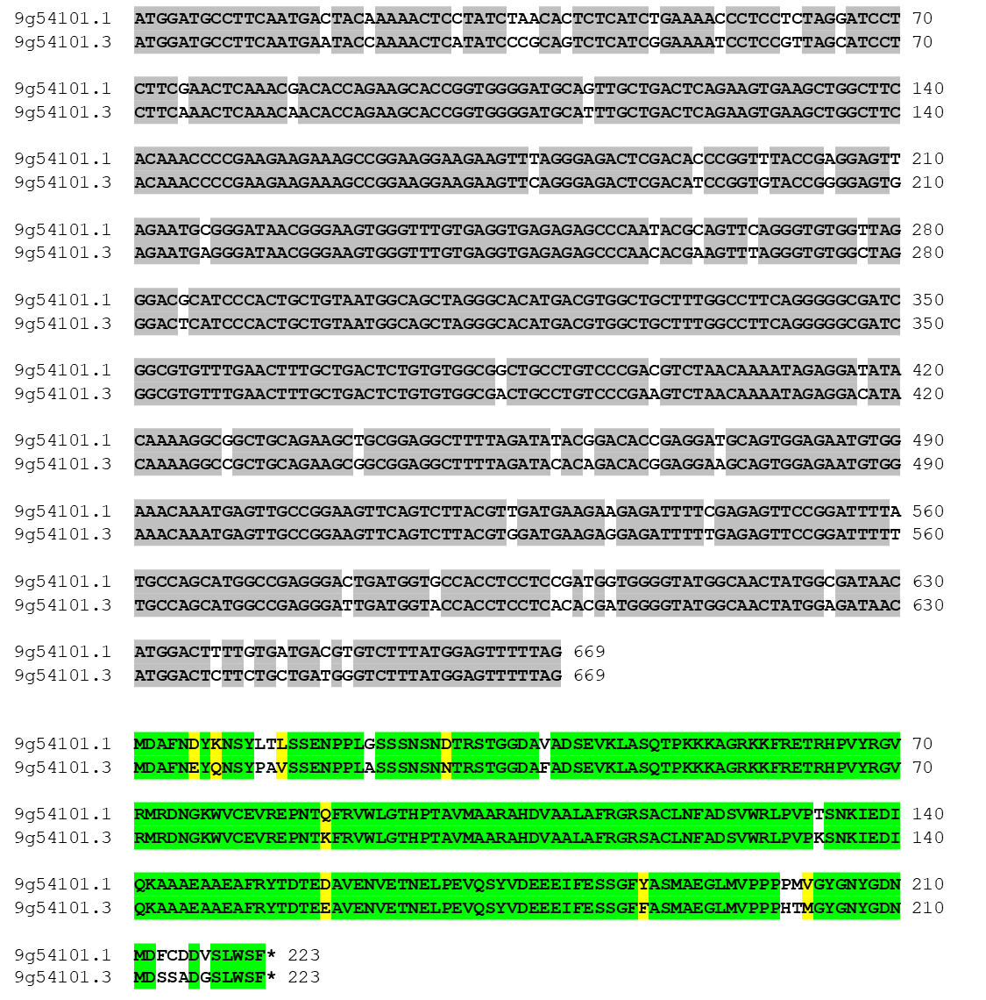 9g54101.1 ATGGATGCCTTCAATGACTACAAAAACTCCTATCTAACACTCTCATCTGAAAACCCTCCTCTAGGATCCT 70
9g54101.3 ATGGATGCCTTCAATGAATACCAAAACTCATATCCCGCAGTCTCATCGGAAAATCCTCCGTTAGCATCCT 70
9g54101.1 CTTCGAACTCAAACGACACCAGAAGCACCGGTGGGGATGCAGTTGCTGACTCAGAAGTGAAGCTGGCTTC 140
9g54101.3 CTTCAAACTCAAACAACACCAGAAGCACCGGTGGGGATGCATTTGCTGACTCAGAAGTGAAGCTGGCTTC 140
9g54101.1 ACAAACCCCGAAGAAGAAAGCCGGAAGGAAGAAGTTTAGGGAGACTCGACACCCGGTTTACCGAGGAGTT 210
9g54101.3 ACAAACCCCGAAGAAGAAAGCCGGAAGGAAGAAGTTCAGGGAGACTCGACATCCGGTGTACCGGGGAGTG 210
9g54101.1 AGAATGCGGGATAACGGGAAGTGGGTTTGTGAGGTGAGAGAGCCCAATACGCAGTTCAGGGTGTGGTTAG 280
9g54101.3 AGAATGAGGGATAACGGGAAGTGGGTTTGTGAGGTGAGAGAGCCCAACACGAAGTTTAGGGTGTGGCTAG 280
9g54101.1 GGACGCATCCCACTGCTGTAATGGCAGCTAGGGCACATGACGTGGCTGCTTTGGCCTTCAGGGGGCGATC 350
9g54101.3 GGACTCATCCCACTGCTGTAATGGCAGCTAGGGCACATGACGTGGCTGCTTTGGCCTTCAGGGGGCGATC 350
9g54101.1 GGCGTGTTTGAACTTTGCTGACTCTGTGTGGCGGCTGCCTGTCCCGACGTCTAACAAAATAGAGGATATA 420
9g54101.3 GGCGTGTTTGAACTTTGCTGACTCTGTGTGGCGACTGCCTGTCCCGAAGTCTAACAAAATAGAGGACATA 420
9g54101.1 CAAAAGGCGGCTGCAGAAGCTGCGGAGGCTTTTAGATATACGGACACCGAGGATGCAGTGGAGAATGTGG 490
9g54101.3 CAAAAGGCCGCTGCAGAAGCGGCGGAGGCTTTTAGATACACAGACACGGAGGAAGCAGTGGAGAATGTGG 490
9g54101.1 AAACAAATGAGTTGCCGGAAGTTCAGTCTTACGTTGATGAAGAAGAGATTTTCGAGAGTTCCGGATTTTA 560
9g54101.3 AAACAAATGAGTTGCCGGAAGTTCAGTCTTACGTGGATGAAGAGGAGATTTTTGAGAGTTCCGGATTTTT 560
9g54101.1 TGCCAGCATGGCCGAGGGACTGATGGTGCCACCTCCTCCGATGGTGGGGTATGGCAACTATGGCGATAAC 630
9g54101.3 TGCCAGCATGGCCGAGGGATTGATGGTACCACCTCCTCACACGATGGGGTATGGCAACTATGGAGATAAC 630
9g54101.1 ATGGACTTTTGTGATGACGTGTCTTTATGGAGTTTTTAG 669
9g54101.3 ATGGACTCTTCTGCTGATGGGTCTTTATGGAGTTTTTAG 669
9g54101.1 MDAFNDYKNSYLTLSSENPPLGSSSNSNDTRSTGGDAVADSEVKLASQTPKKKAGRKKFRETRHPVYRGV 70
9g54101.3 MDAFNEYQNSYPAVSSENPPLASSSNSNNTRSTGGDAFADSEVKLASQTPKKKAGRKKFRETRHPVYRGV 70
9g54101.1 RMRDNGKWVCEVREPNTQFRVWLGTHPTAVMAARAHDVAALAFRGRSACLNFADSVWRLPVPTSNKIEDI 140
9g54101.3 RMRDNGKWVCEVREPNTKFRVWLGTHPTAVMAARAHDVAALAFRGRSACLNFADSVWRLPVPKSNKIEDI 140
9g54101.1 QKAAAEAAEAFRYTDTEDAVENVETNELPEVQSYVDEEEIFESSGFYASMAEGLMVPPPPMVGYGNYGDN 210
9g54101.3 QKAAAEAAEAFRYTDTEEAVENVETNELPEVQSYVDEEEIFESSGFFASMAEGLMVPPPHTMGYGNYGDN 210
9g54101.1 MDFCDDVSLWSF* 223
9g54101.3 MDSSADGSLWSF* 223